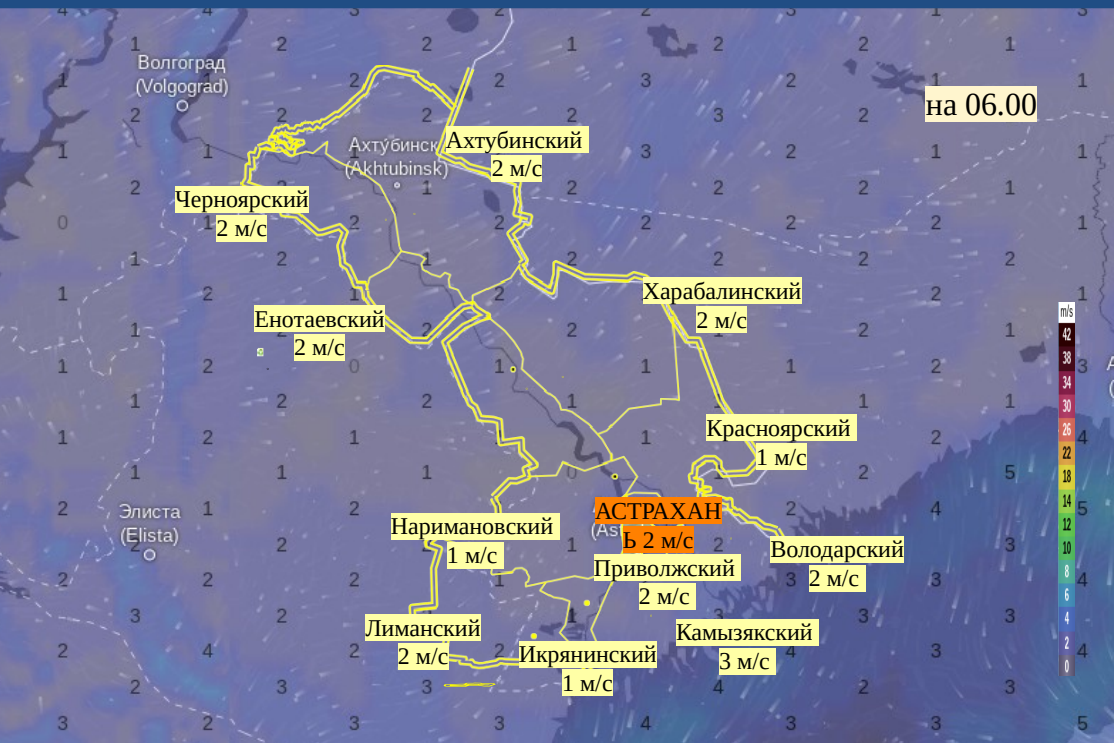 Волгоград
(Volgograd)
на 06.00
Ахтубинск
(Akhtubinsk)
Ахтубинский
2 м/с
Черноярский
2 м/с
Харабалинский
2 м/с
Енотаевский
2 м/с
m/s
42
38
34
30
26
22
18
14
12
10
8
6
4
2
0
Красноярский
1 м/с
Элиста
(Elista)
АСТРАХАН
Ь 2 м/с
(As
Наримановский
1 м/с
Володарский
2 м/с
Приволжский
2 м/с
Лиманский
2 м/с
Камызякский
3 м/с
Икрянинский
1 м/с